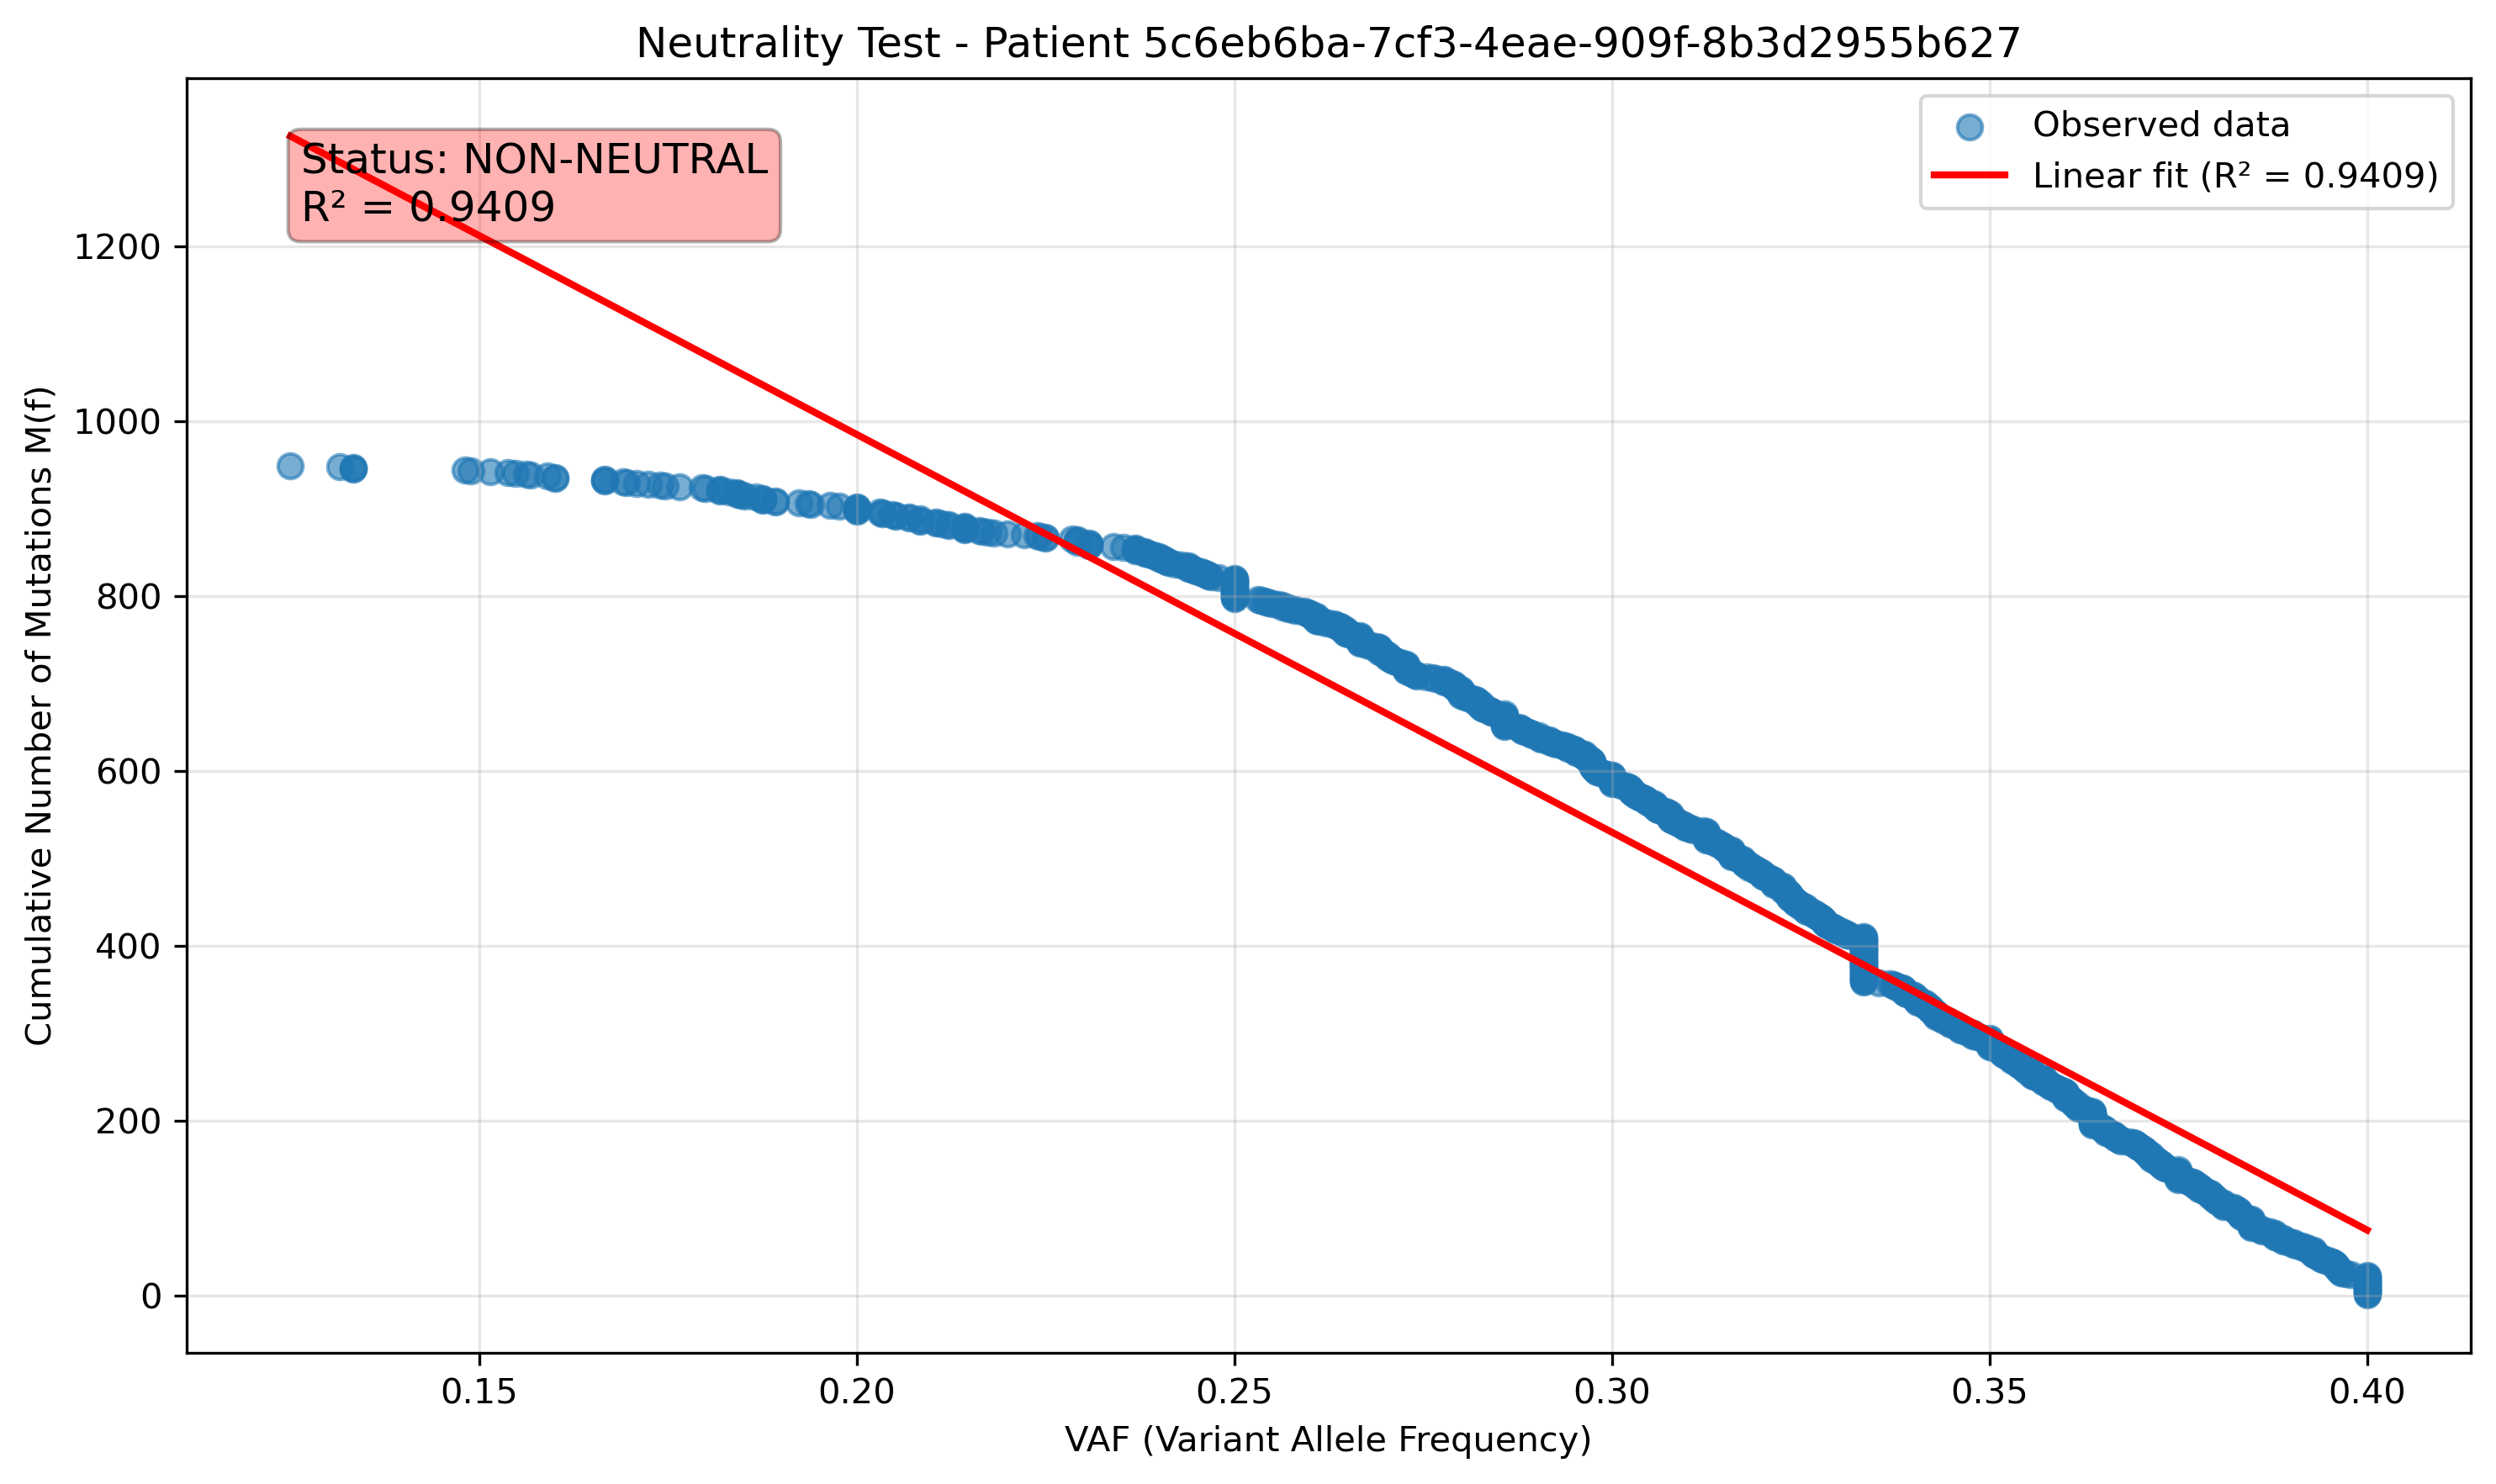 Neutrality Test - Patient 5c6eb6ba-7cf3-4eae-909f-8b3d2955b627
Status: NON-NEUTRAL
R² = 0.9409
Observed data
Linear fit (R² = 0.9409)
Cumulative Number of Mutations M(f)
1200
1000
800
600
400
200
0
0.15
0.20
0.25
0.30
0.35
0.40
VAF (Variant Allele Frequency)